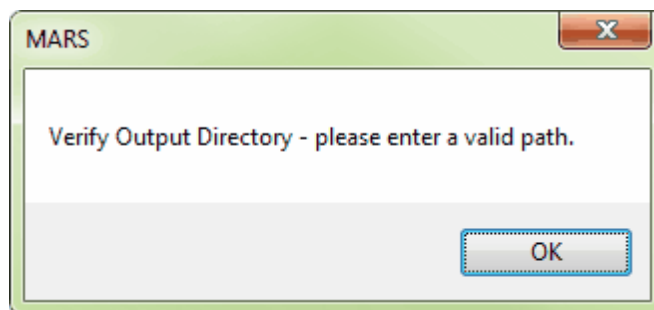 MARS
Verify Output Directory - please enter a valid path.
OK